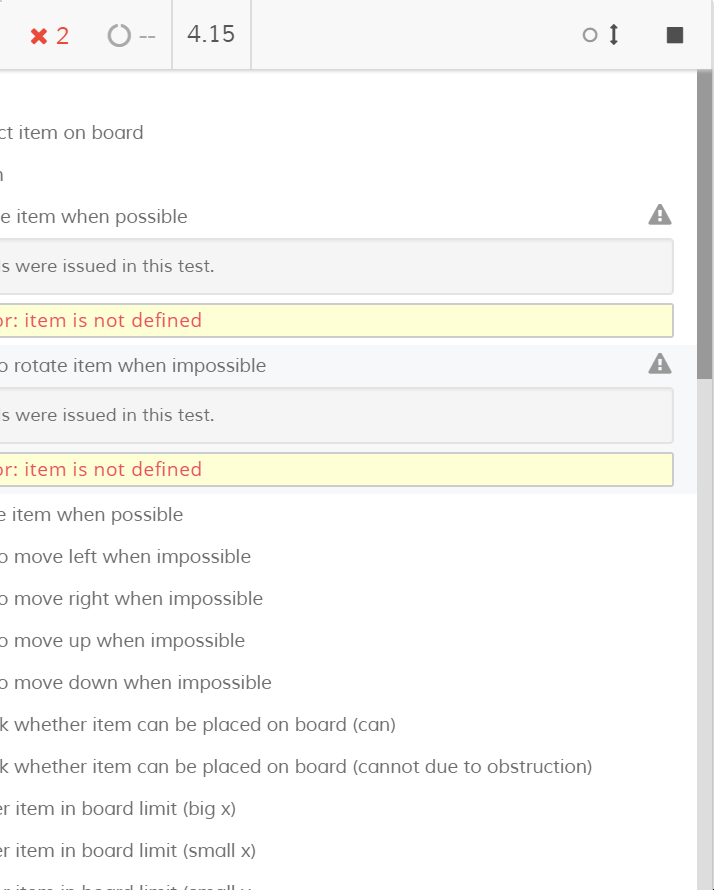 2 -- 4.15
ct item on board
e item when possible
s were issued in this test.
or: item is not defined
o rotate item when impossible
s were issued in this test.
or: item is not defined
e item when possible
o move left when impossible
o move right when impossible
o move up when impossible
o move down when impossible
k whether item can be placed on board (can)
k whether item can be placed on board (cannot due to obstruction)
er item in board limit (big x)
er item in board limit (small x)